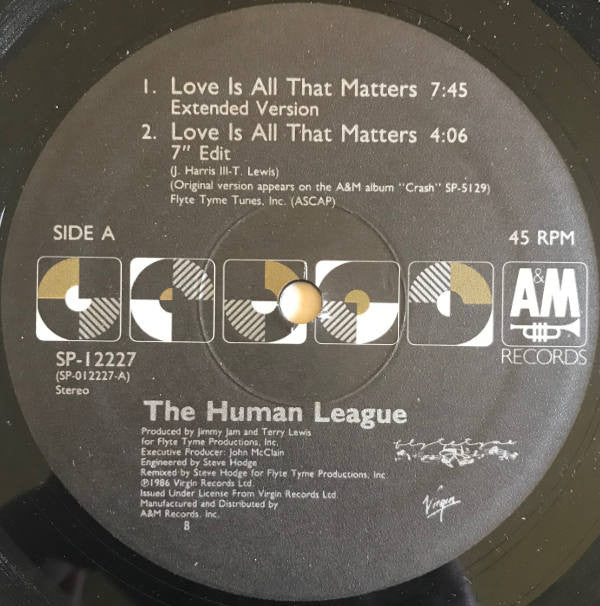 1. Love Is All That Matters 7:45
Extended Version
2. Love Is All That Matters 4:06
7" Edit
(J. Harris III-T. Lewis)
(Original version appears on the A&M album "Crash" SP-5129)
Flyte Tyme Tunes, Inc. (ASCAP)
SIDE A
45 RPM
A&M
RECORDS
SP-12227
(SP-012227-A)
Stereo
The Human League
Produced by Jimmy Jam and Terry Lewis
for Flyte Tyme Productions, Inc.
Executive Producer: John McClain
Engineered by Steve Hodge
Remixed by Steve Hodge for Flyte Tyme Productions, Inc.
℗1986 Virgin Records Ltd.
Issued Under License From Virgin Records Ltd.
Manufactured and Distributed by
A&M Records, Inc.
8
flyte tyme
Virgin